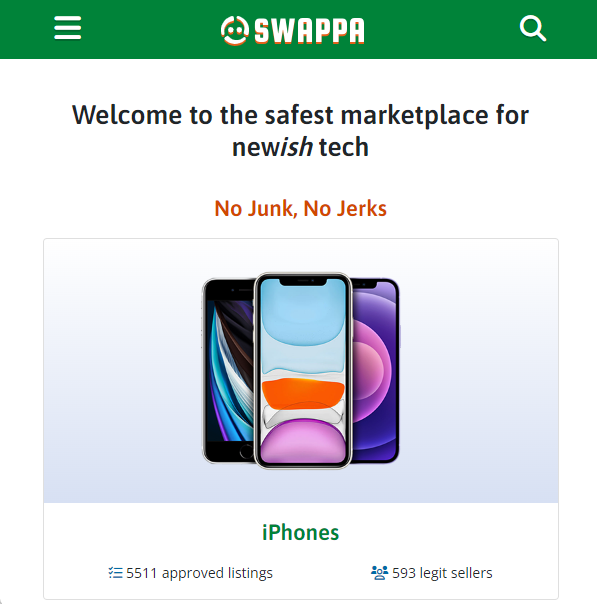 SWAPPA
Welcome to the safest marketplace for
newish tech
No Junk, No Jerks
iPhones
5511 approved listings
593 legit sellers